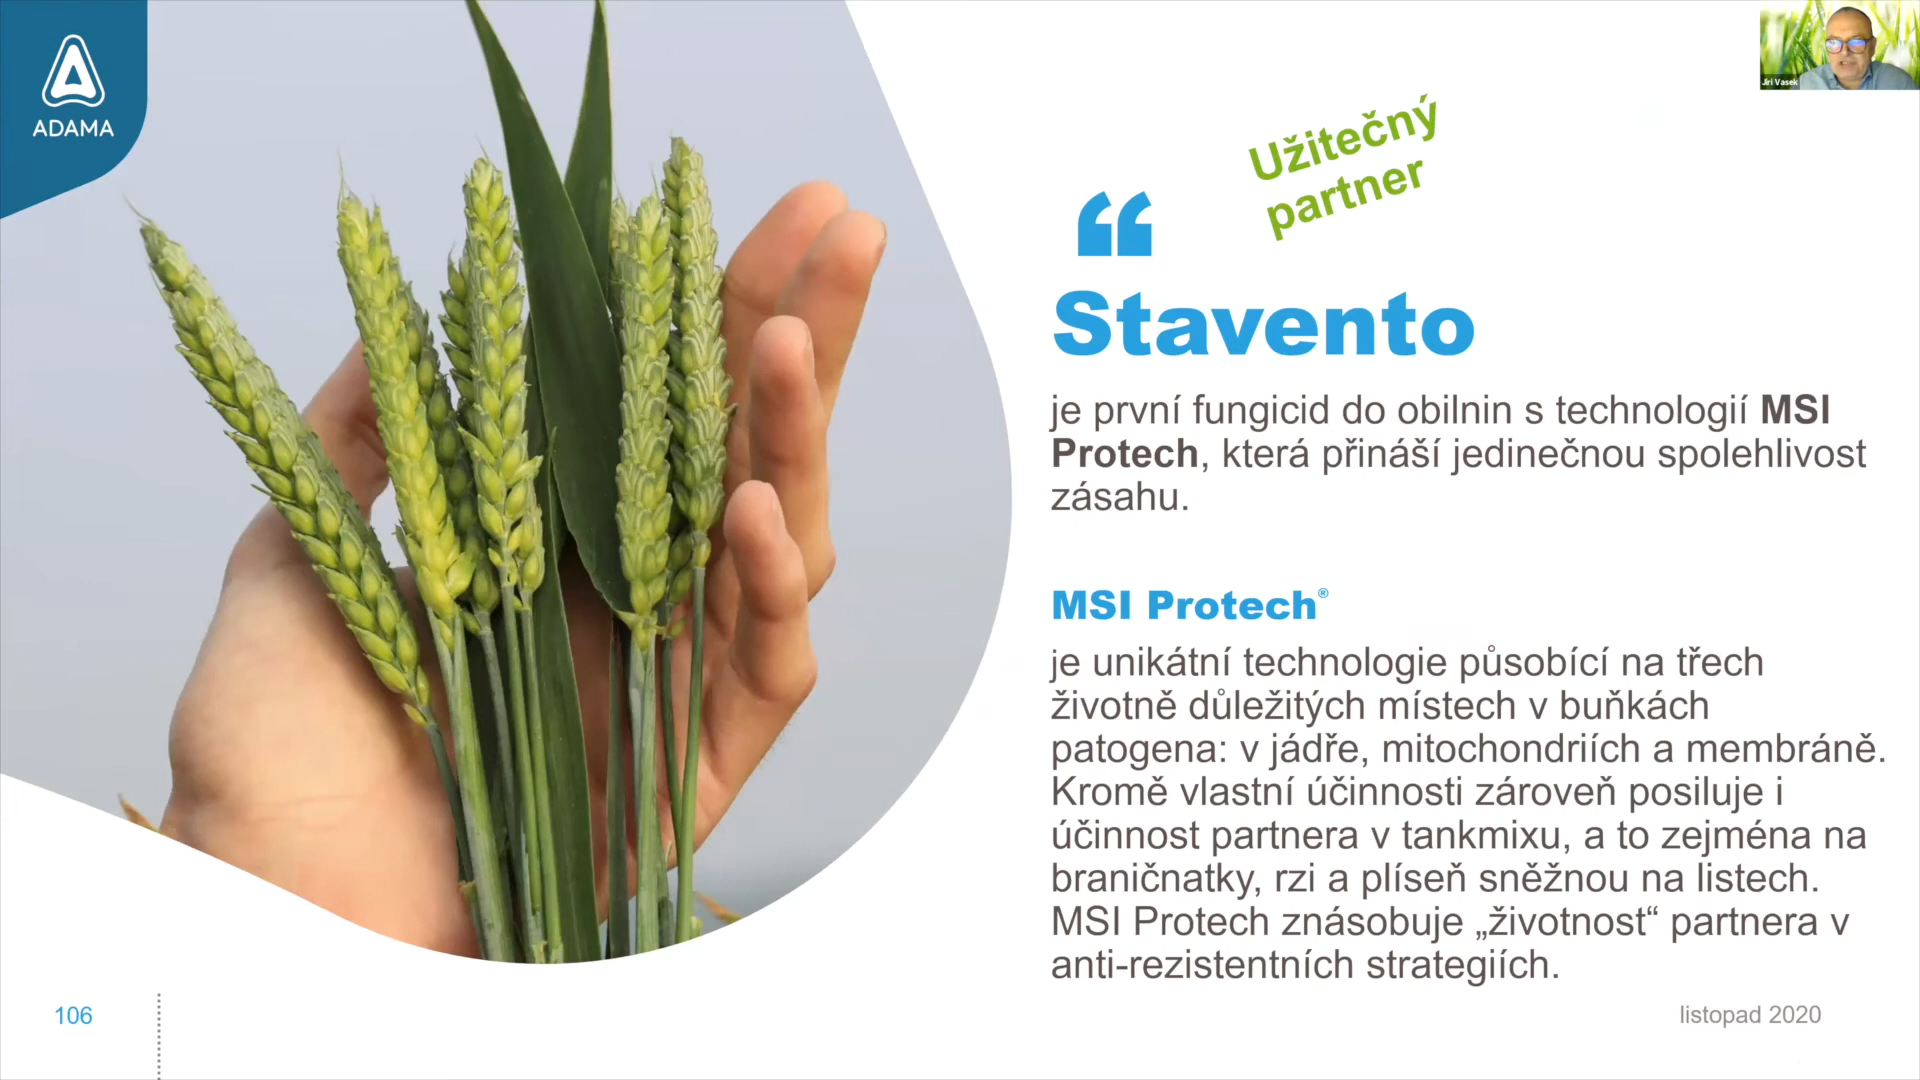 ADAMA
Jiri Vasek
Užitečný
partner
“
Stavento
je první fungicid do obilnin s technologií MSI
Protech, která přináší jedinečnou spolehlivost
zásahu.
MSI Protech®
je unikátní technologie působící na třech
životně důležitých místech v buňkách
patogena: v jádře, mitochondriích a membráně.
Kromě vlastní účinnosti zároveň posiluje i
účinnost partnera v tankmixu, a to zejména na
braničnatky, rzi a plíseň sněžnou na listech.
MSI Protech znásobuje „životnost“ partnera v
anti-rezistentních strategiích.
106
listopad 2020